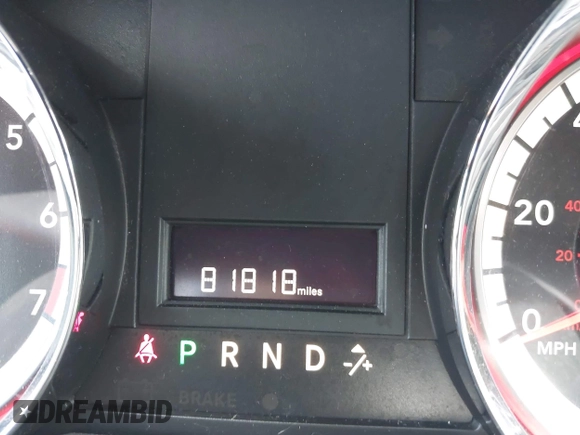 5
6
7
40
20
20
0
MPH
81818 miles
P R N D -/+
BRAKE
DREAMBID